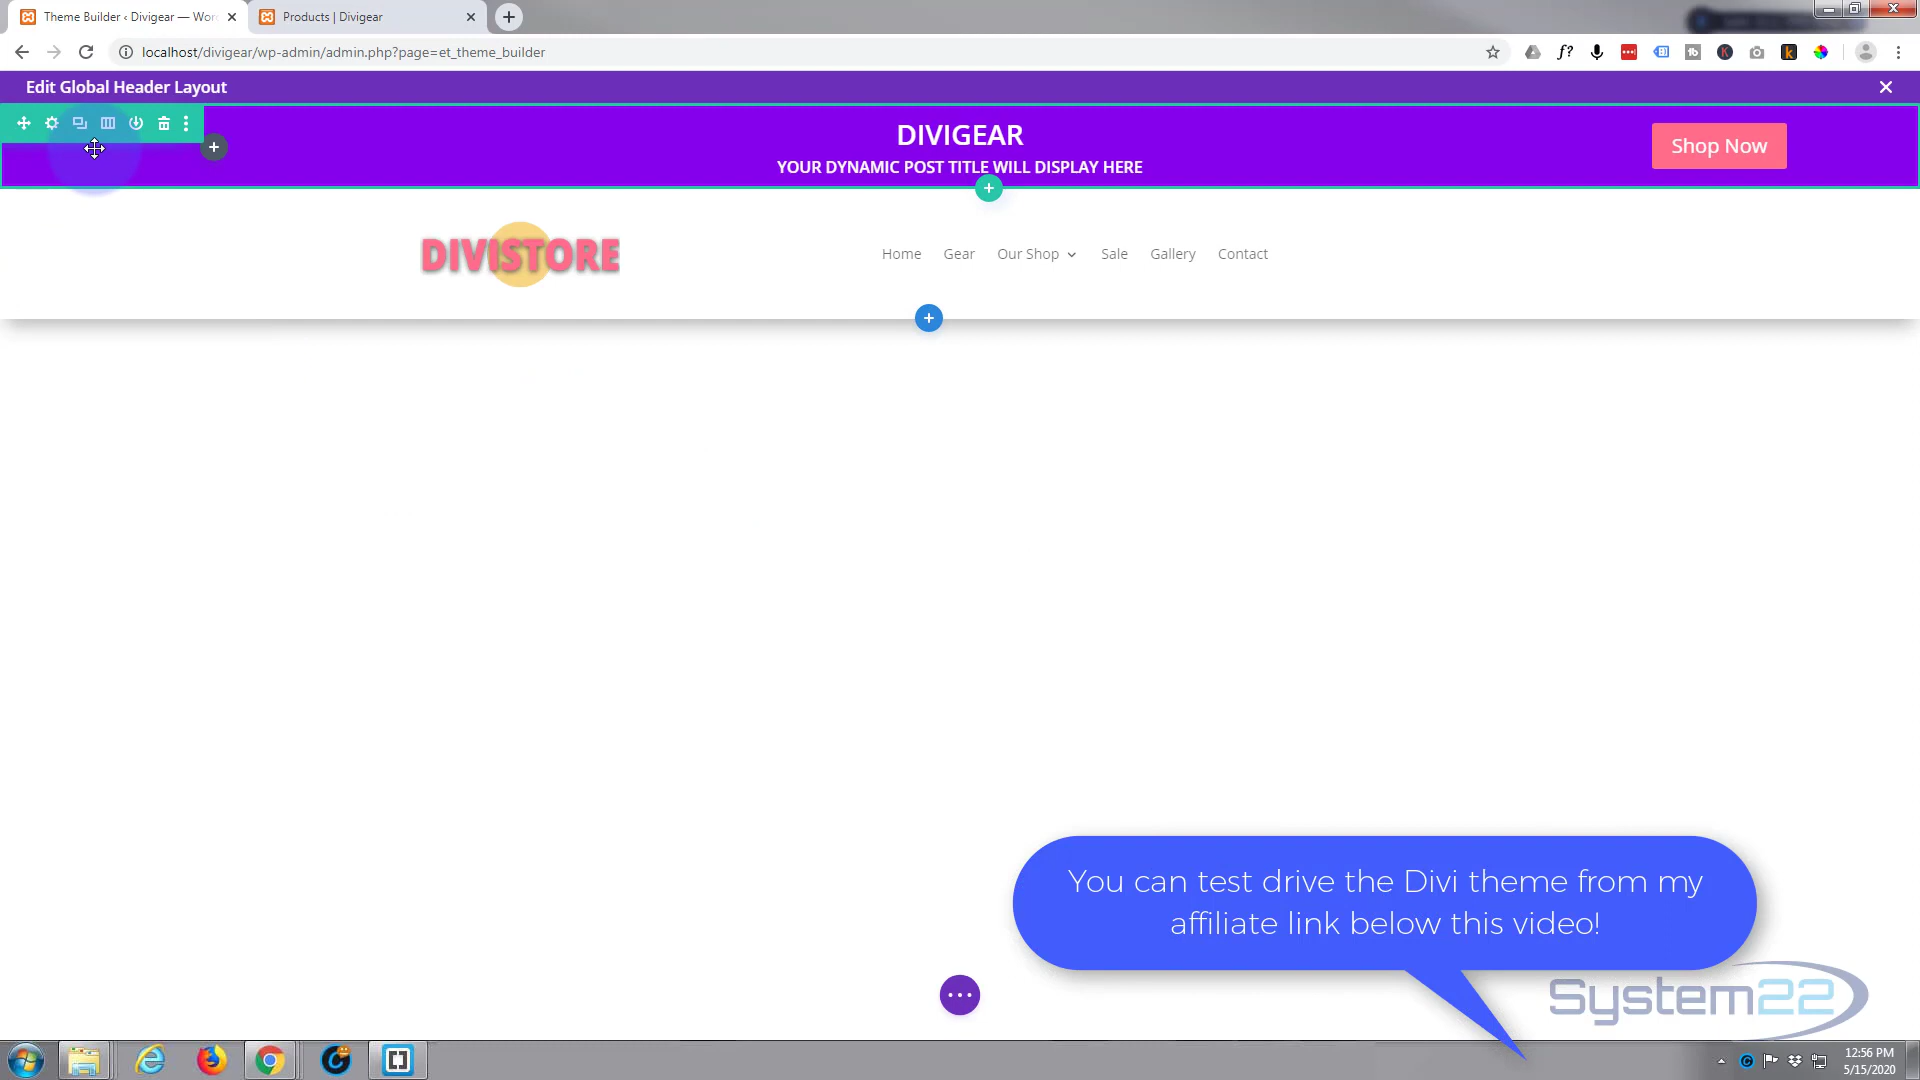 Theme Builder ‹ Divigear — Wor
Products | Divigear
localhost/divigear/wp-admin/admin.php?page=et_theme_builder
Edit Global Header Layout
DIVIGEAR
YOUR DYNAMIC POST TITLE WILL DISPLAY HERE
Shop Now
DIVISTORE
Home Gear Our Shop Sale Gallery Contact
You can test drive the Divi theme from my
affiliate link below this video!
System22
12:56 PM
5/15/2020